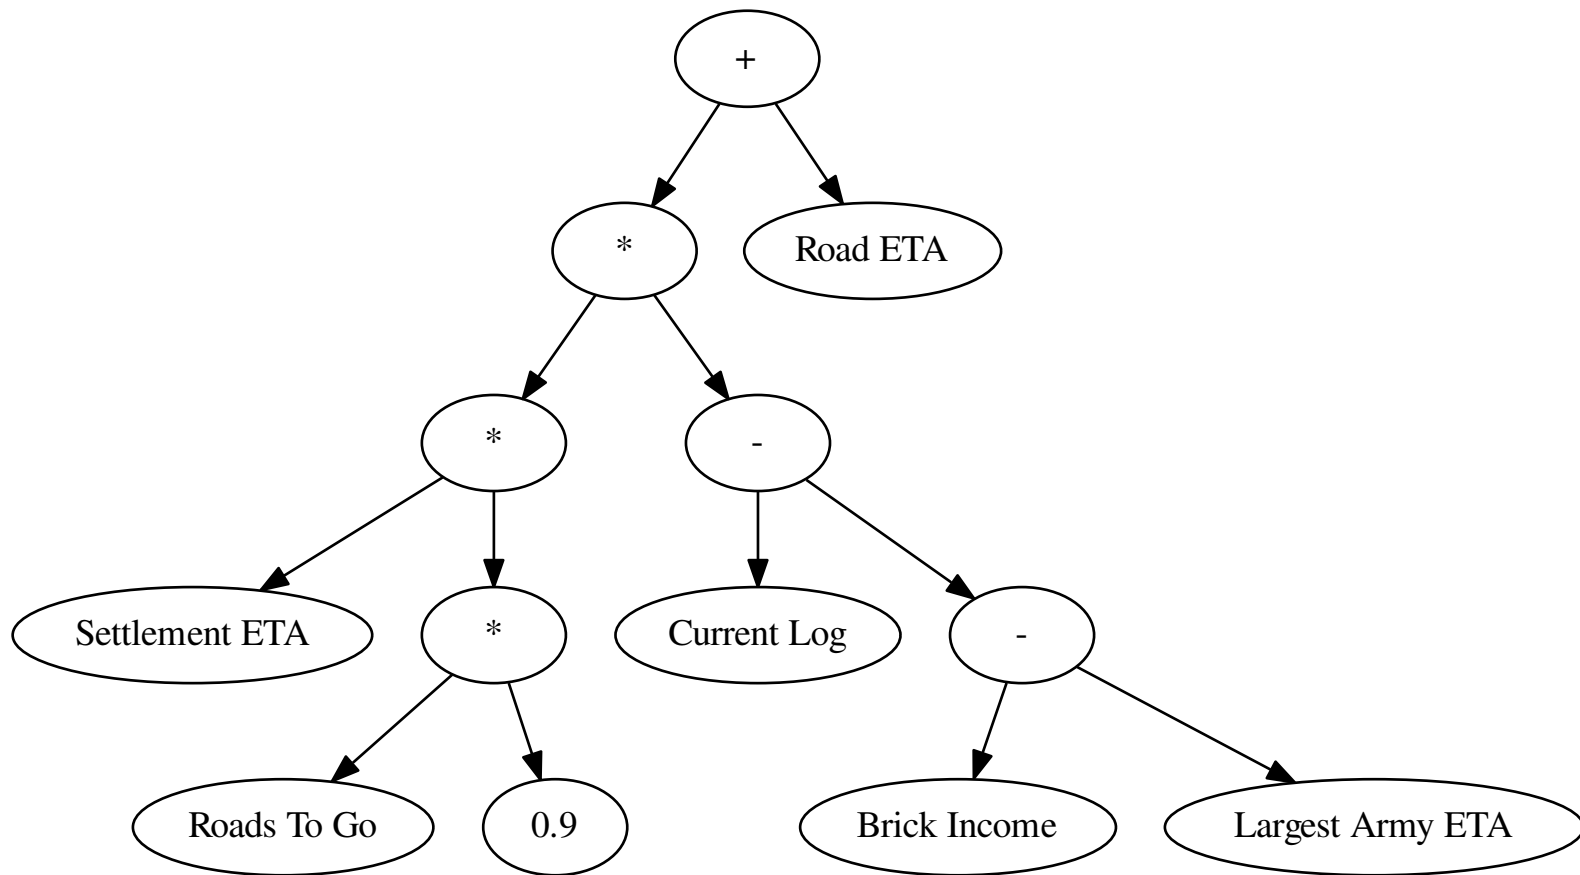 +
*
Road ETA
*
-
Settlement ETA
*
Current Log
-
Roads To Go
0.9
Brick Income
Largest Army ETA